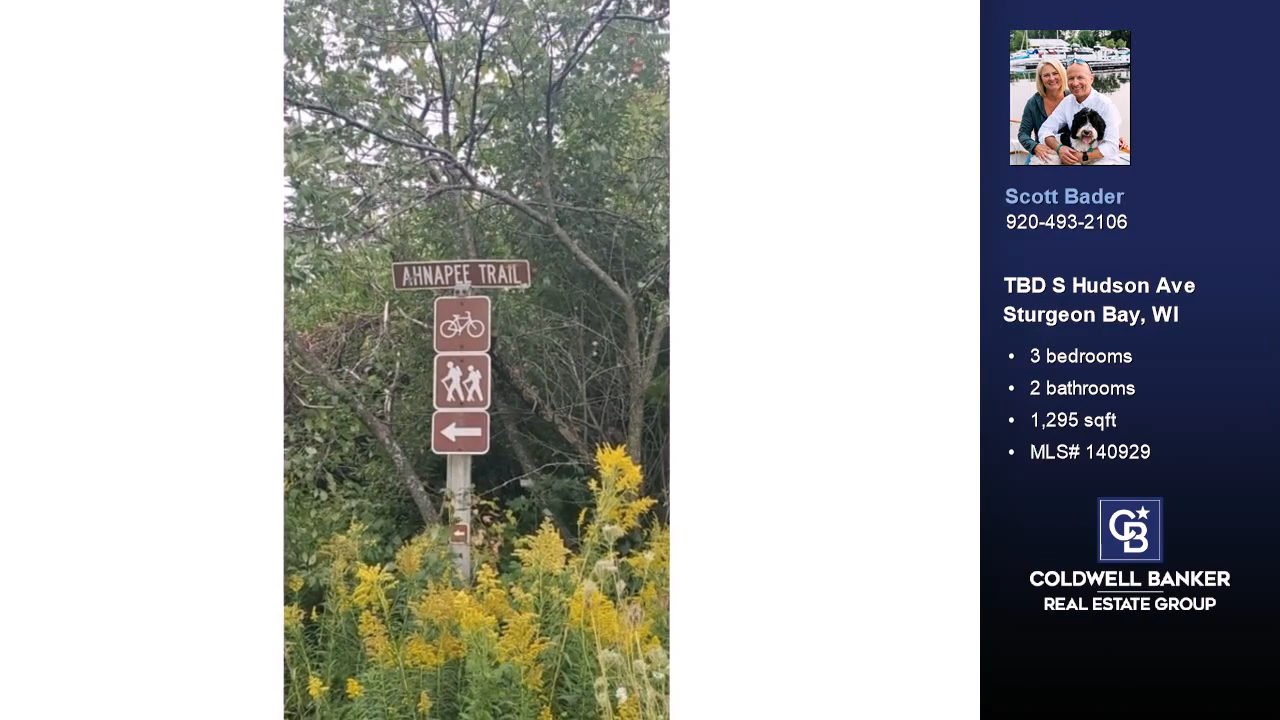 AHNAPEE TRAIL
Scott Bader
920-493-2106
TBD S Hudson Ave
Sturgeon Bay, WI
• 3 bedrooms
• 2 bathrooms
• 1,295 sqft
• MLS# 140929
CB
COLDWELL BANKER
REAL ESTATE GROUP